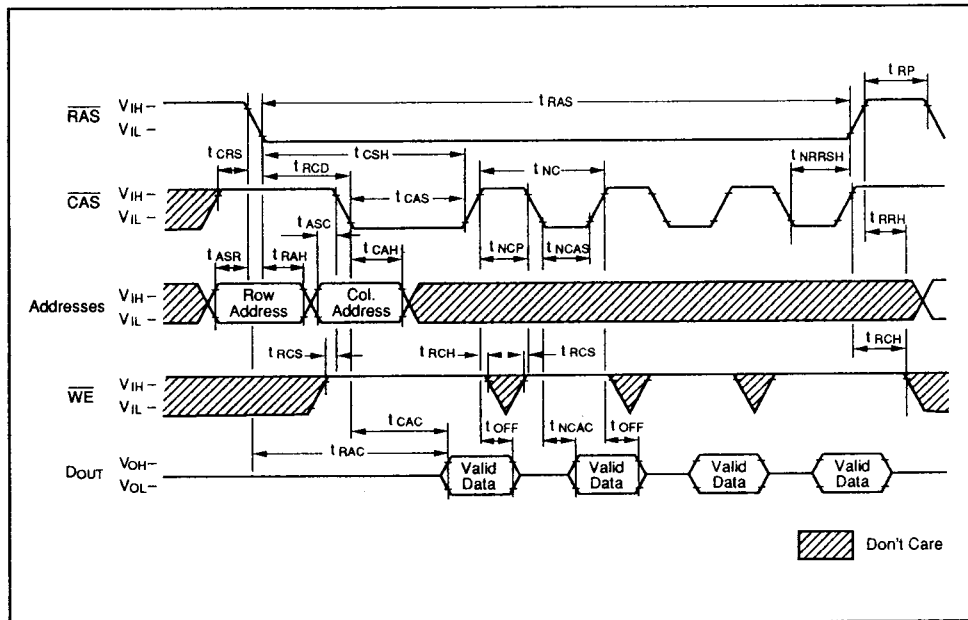 t RP
RAS VIH
t RAS
VIL
t CRS t CSH t NC t NRRSH
t RCD
CAS VIH
t CAS
VIL
t ASC t RRH
t ASR t RAH t CAH t NCP t NCAS
Addresses VIH Row Address Col. Address
VIL
t RCS t RCH t RCS t RCH
WE VIH
VIL
t CAC t OFF t NCAC t OFF
t RAC
DOUT VOH Valid Data Valid Data Valid Data Valid Data
VOL
Don't Care